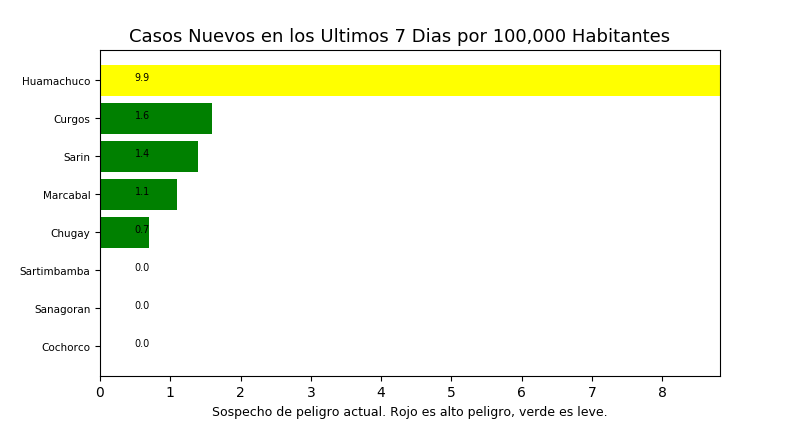 Casos Nuevos en los Ultimos 7 Dias por 100,000 Habitantes
Huamachuco 9.9
Curgos 1.6
Sarin 1.4
Marcabal 1.1
Chugay 0.7
Sartimbamba 0.0
Sanagoran 0.0
Cochorco 0.0
0 1 2 3 4 5 6 7 8
Sospecho de peligro actual. Rojo es alto peligro, verde es leve.